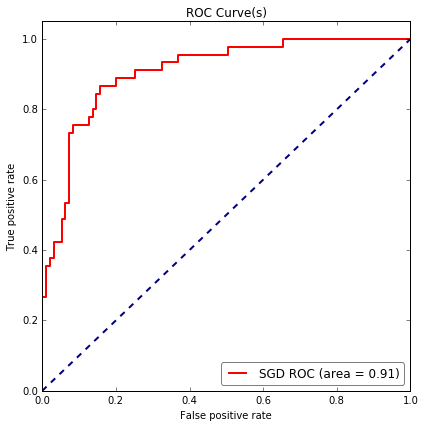 ROC Curve(s)
1.0
0.8
0.6
0.4
0.2
0.0
True positive rate
0.0 0.2 0.4 0.6 0.8 1.0
False positive rate
SGD ROC (area = 0.91)